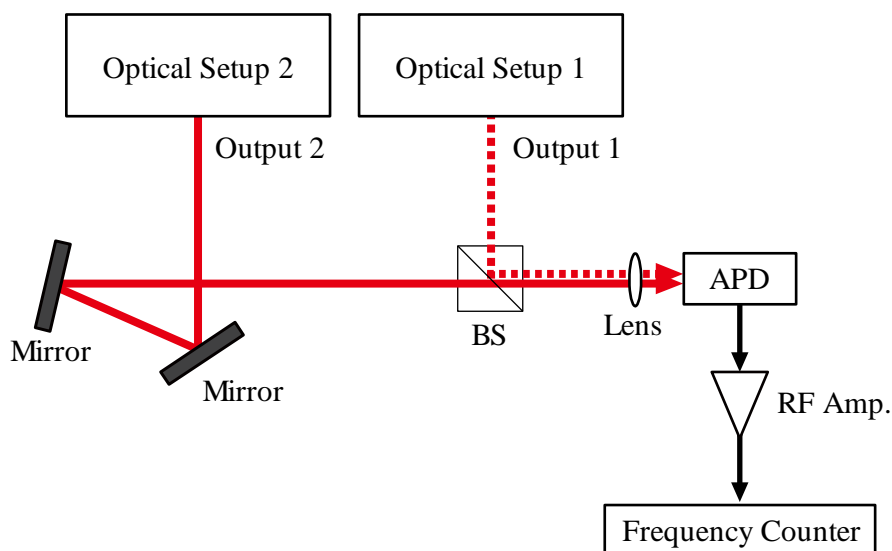 Optical Setup 2
Optical Setup 1
Output 2
Output 1
APD
Lens
BS
Mirror
Mirror
RF Amp.
Frequency Counter